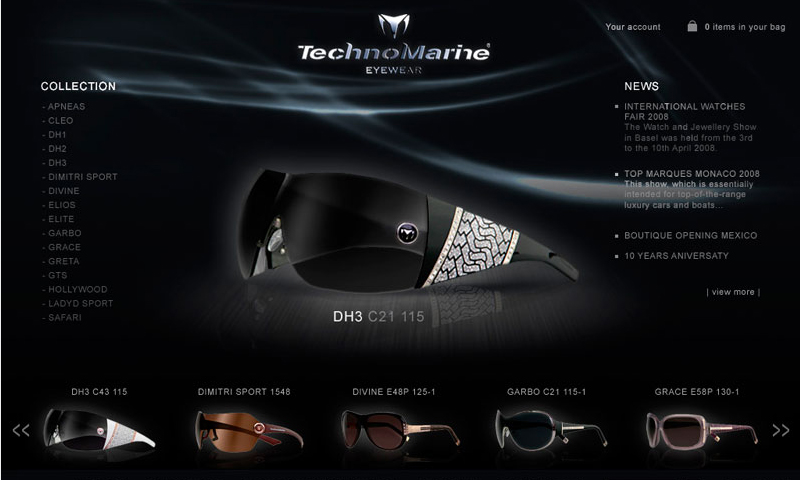 Your account
0 items in your bag
TechnoMarine®
EYEWEAR
COLLECTION
- APNEAS
- CLEO
- DH1
- DH2
- DH3
- DIMITRI SPORT
- DIVINE
- ELIOS
- ELITE
- GARBO
- GRACE
- GRETA
- GTS
- HOLLYWOOD
- LADYD SPORT
- SAFARI
NEWS
INTERNATIONAL WATCHES
FAIR 2008
The Watch and Jewellery Show
in Basel was held from the 3rd
to the 10th April 2008.
TOP MARQUES MONACO 2008
This show, which is essentially
intended for top-of-the-range
luxury cars and boats...
BOUTIQUE OPENING MEXICO
10 YEARS ANIVERSATY
| view more |
DH3 C21 115
DH3 C43 115
DIMITRI SPORT 1548
DIVINE E48P 125-1
GARBO C21 115-1
GRACE E58P 130-1